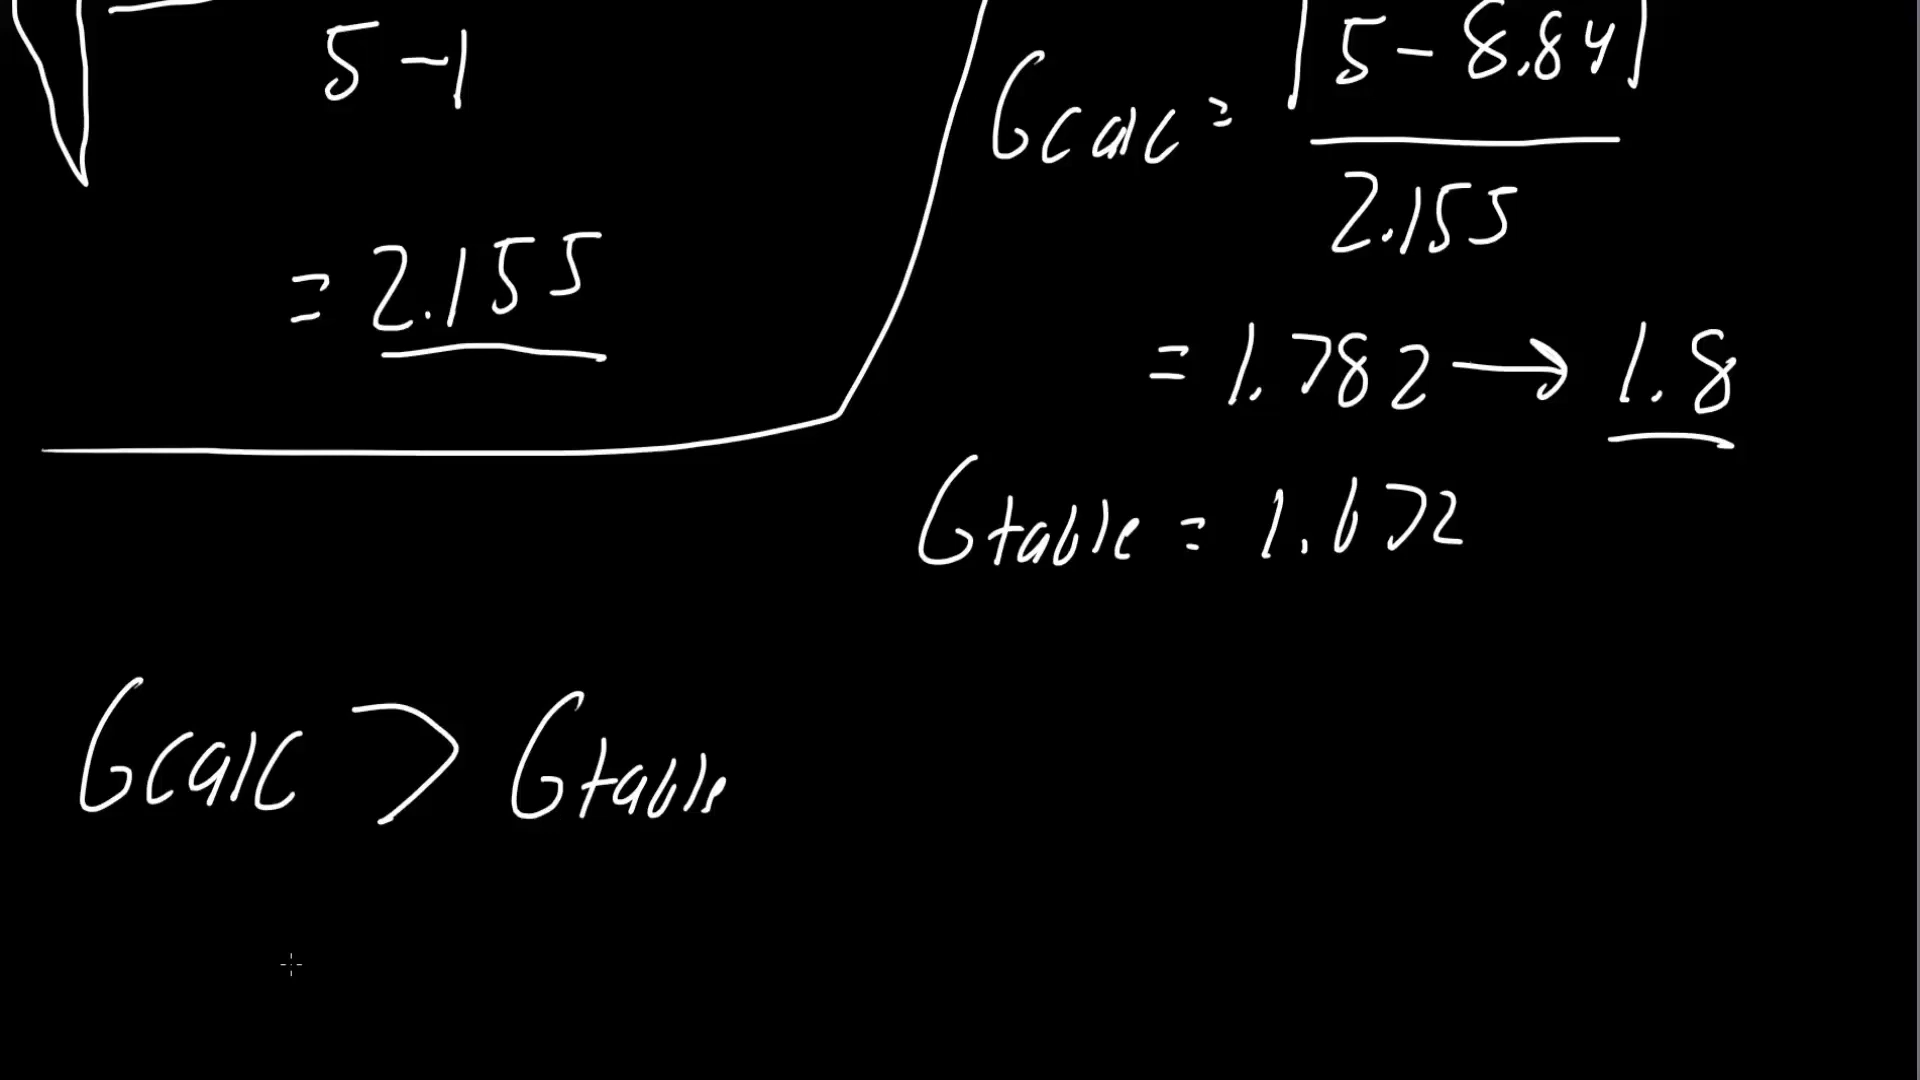 5-1
= 2.155
Gcalc = |5 - 8.84|
2.155
= 1.782 → 1.8
Gtable = 1.672
Gcalc > Gtable